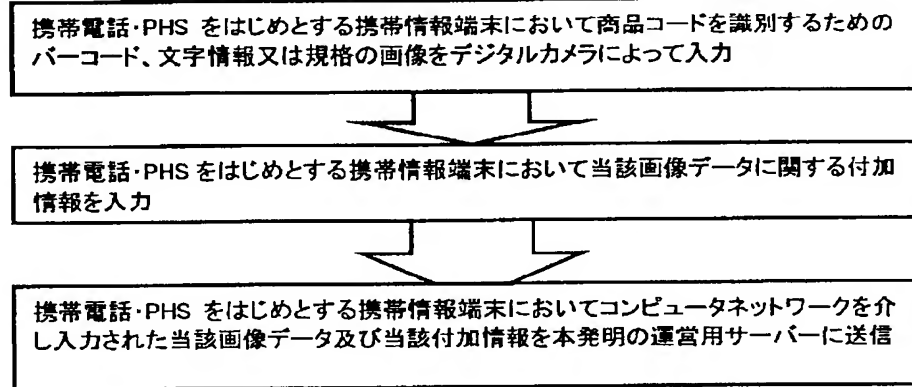 携帯電話・PHS をはじめとする携帯情報端末において商品コードを識別するための
バーコード、文字情報又は規格の画像をデジタルカメラによって入力
携帯電話・PHS をはじめとする携帯情報端末において当該画像データに関する付加
情報を入力
携帯電話・PHS をはじめとする携帯情報端末においてコンピュータネットワークを介
し入力された当該画像データ及び当該付加情報を本発明の運営用サーバーに送信